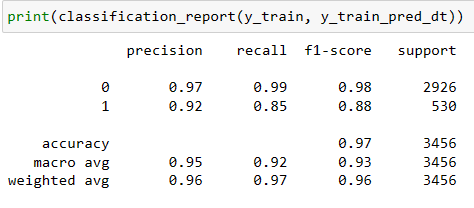 print(classification_report(y_train, y_train_pred_dt))
precision recall f1-score support
0 0.97 0.99 0.98 2926
1 0.92 0.85 0.88 530
accuracy 0.97 3456
macro avg 0.95 0.92 0.93 3456
weighted avg 0.96 0.97 0.96 3456